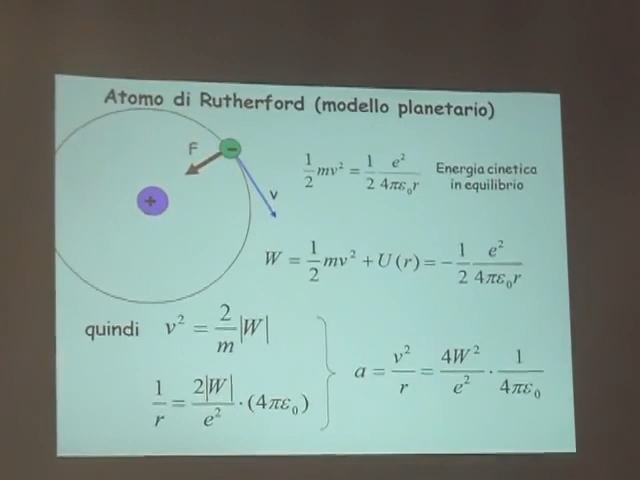 Atomo di Rutherford (modello planetario)
F
−
+
v
1/2 mv² = 1/2 e²/4πε₀r
Energia cinetica
in equilibrio
W = 1/2 mv² + U(r) = − 1/2 e²/4πε₀r
quindi v² = 2/m |W|
1/r = 2|W|/e² · (4πε₀)
a = v²/r = 4W²/e² · 1/4πε₀